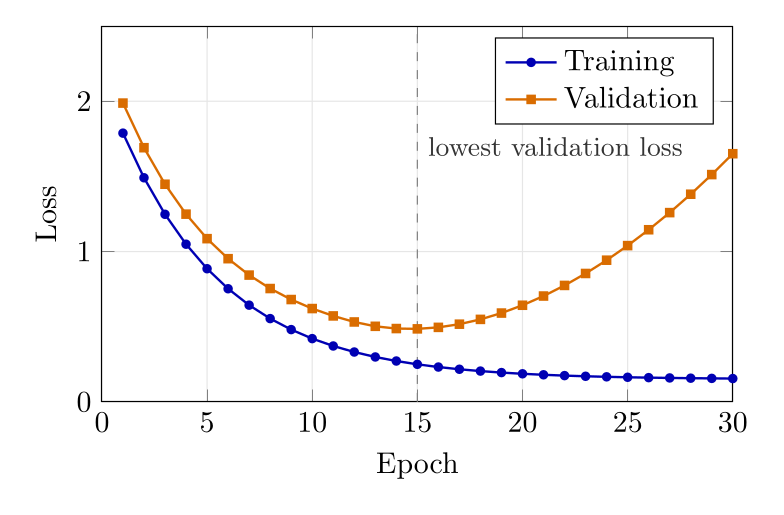 Training
Validation
lowest validation loss
Loss
2
1
0
0 5 10 15 20 25 30
Epoch